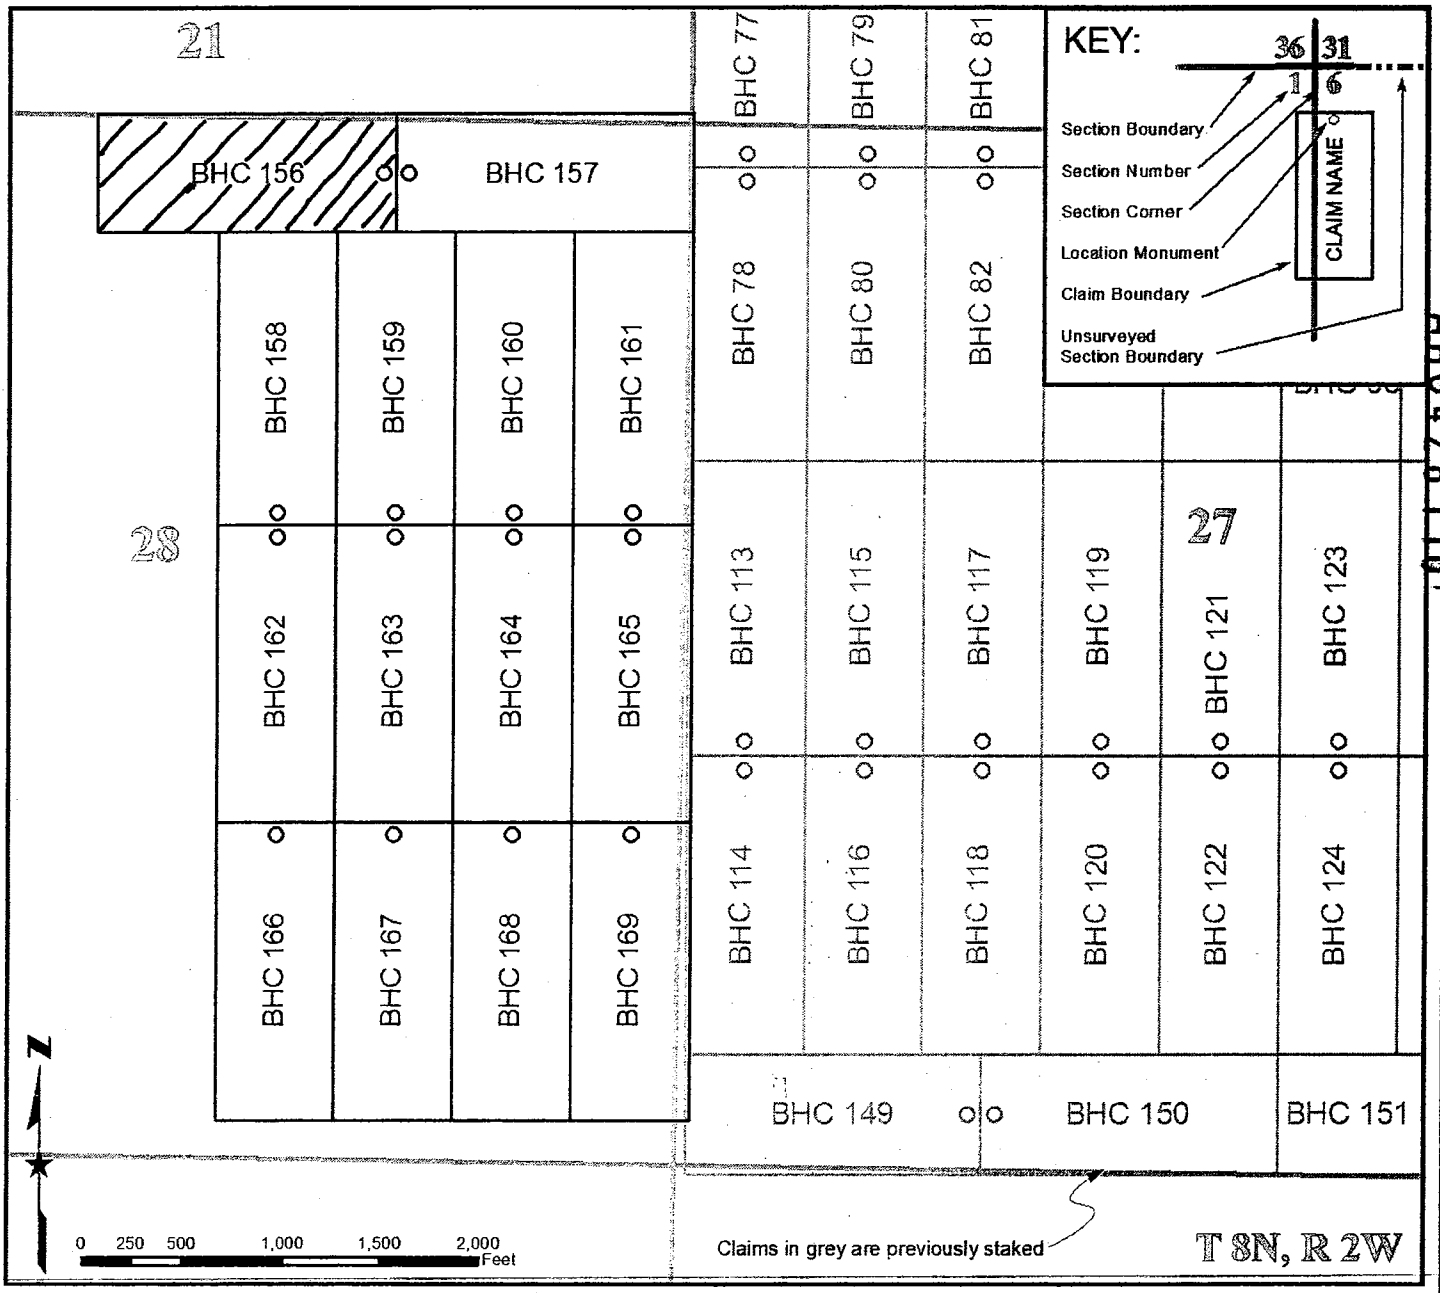 21
BHC 77
BHC 79
BHC 81
KEY:
36 31
1 6
Section Boundary
Section Number
Section Corner
Location Monument
Claim Boundary
Unsurveyed
Section Boundary
CLAIM NAME
BHC 156
BHC 157
BHC 78
BHC 80
BHC 82
BHC 158
BHC 159
BHC 160
BHC 161
28
27
BHC 162
BHC 163
BHC 164
BHC 165
BHC 113
BHC 115
BHC 117
BHC 119
BHC 121
BHC 123
BHC 166
BHC 167
BHC 168
BHC 169
BHC 114
BHC 116
BHC 118
BHC 120
BHC 122
BHC 124
BHC 149
BHC 150
BHC 151
N
0 250 500 1,000 1,500 2,000
Feet
Claims in grey are previously staked
T 8N, R 2W